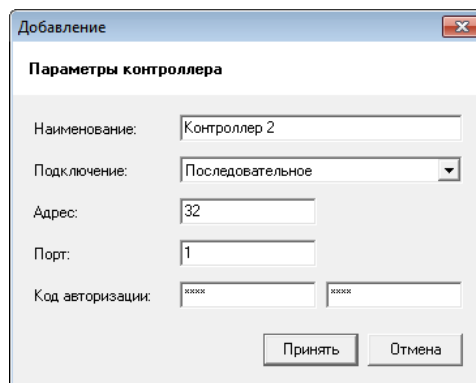 Добавление
Параметры контроллера
Наименование: Контроллер 2
Подключение: Последовательное
Адрес: 32
Порт: 1
Код авторизации: **** ****
Принять Отмена